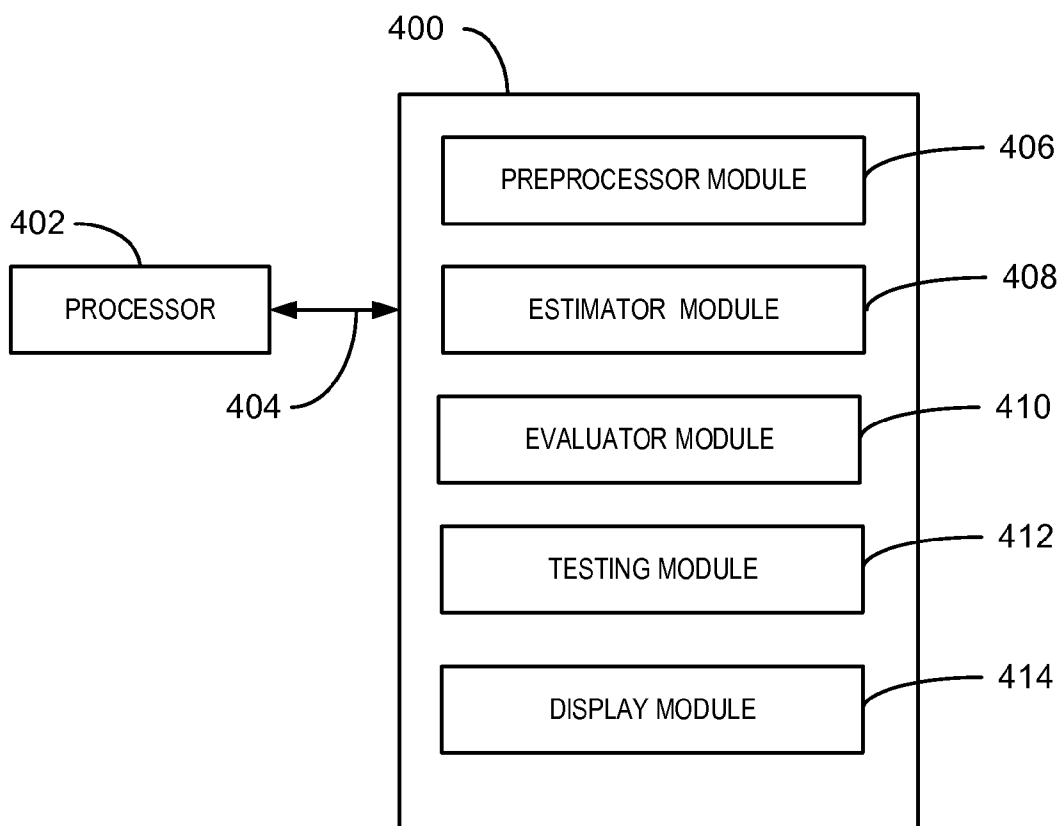 400
PREPROCESSOR MODULE
406
402
PROCESSOR
ESTIMATOR MODULE
408
404
EVALUATOR MODULE
410
TESTING MODULE
412
DISPLAY MODULE
414